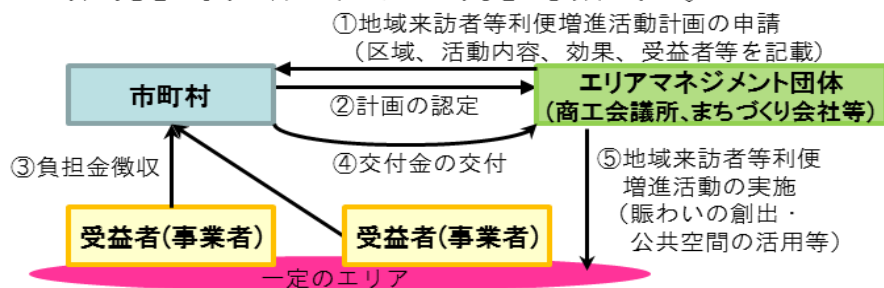 ①地域来訪者等利便増進活動計画の申請
（区域、活動内容、効果、受益者等を記載）
市町村
エリアマネジメント団体
(商工会議所、まちづくり会社等)
②計画の認定
③負担金徴収
④交付金の交付
⑤地域来訪者等利便
増進活動の実施
（賑わいの創出・
公共空間の活用等）
受益者(事業者)
受益者(事業者)
一定のエリア